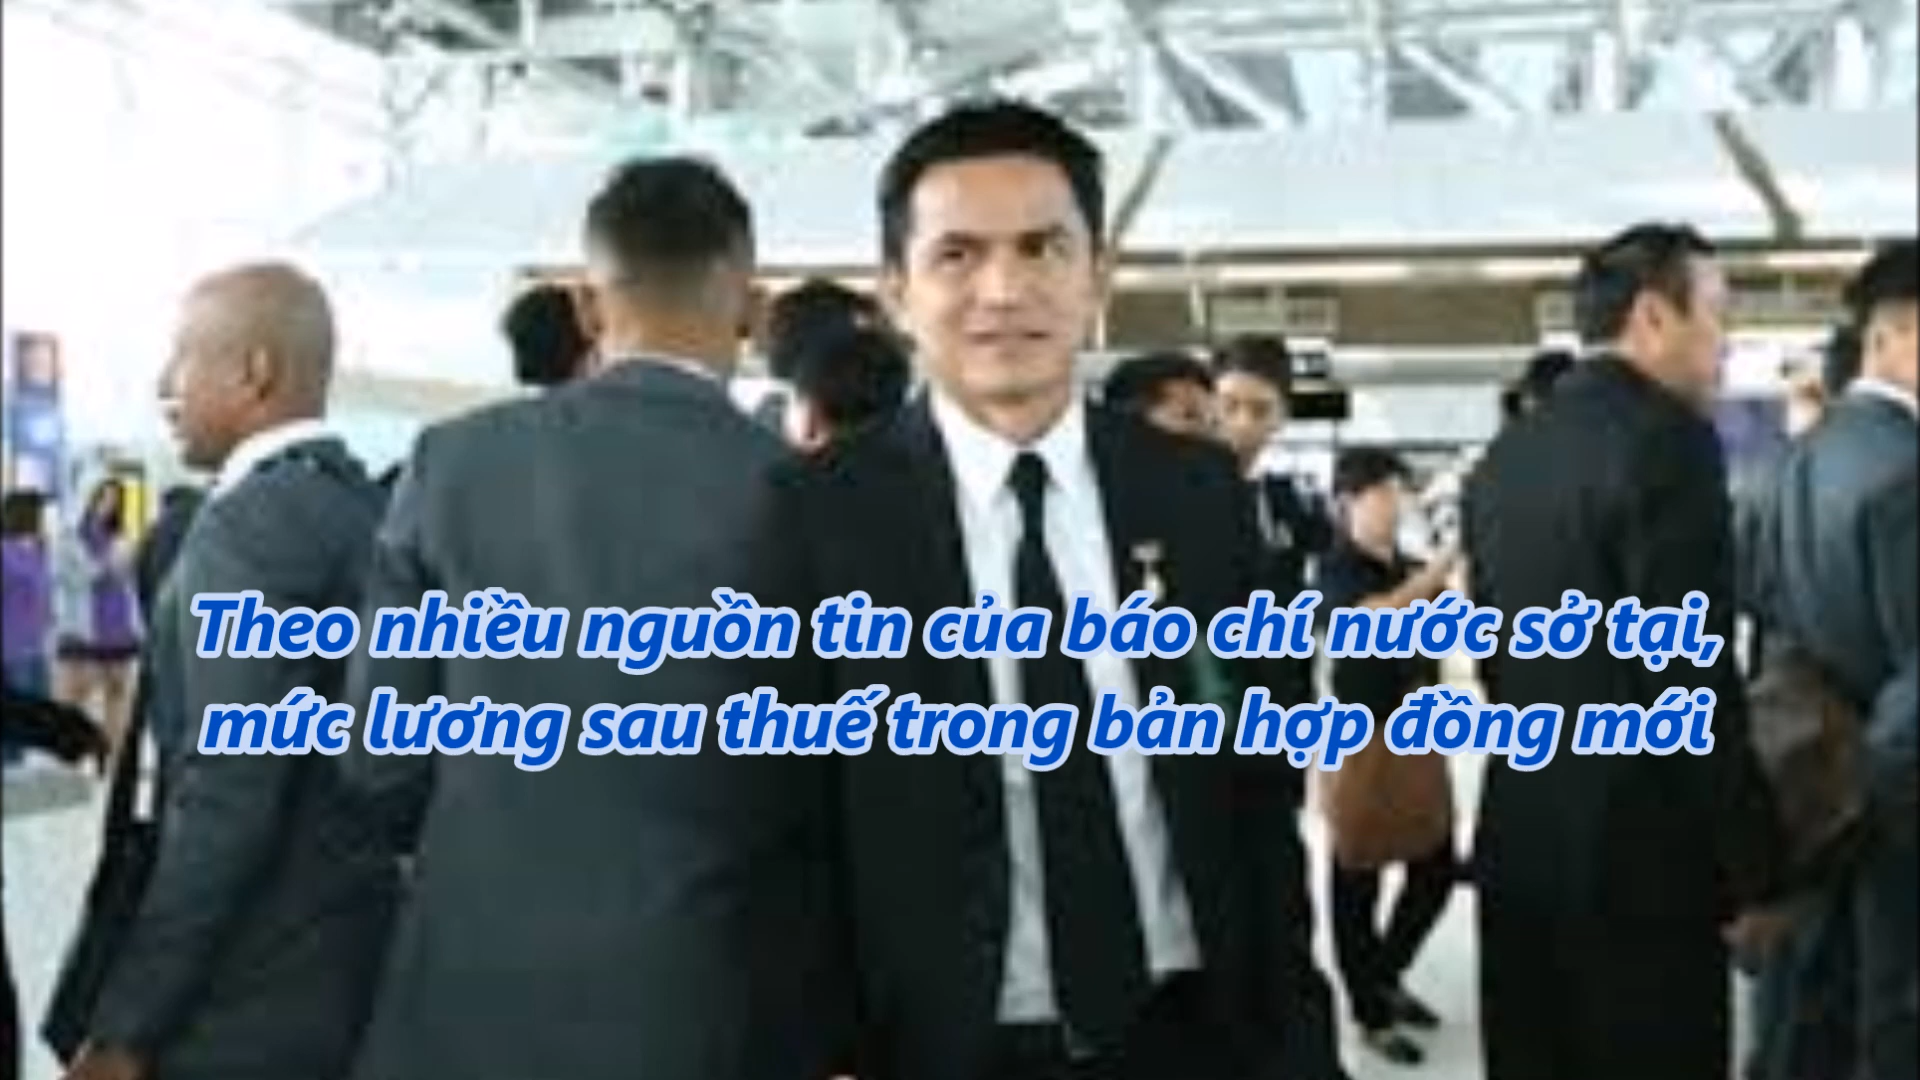 Theo nhiều nguồn tin của báo chí nước sở tại,
mức lương sau thuế trong bản hợp đồng mới